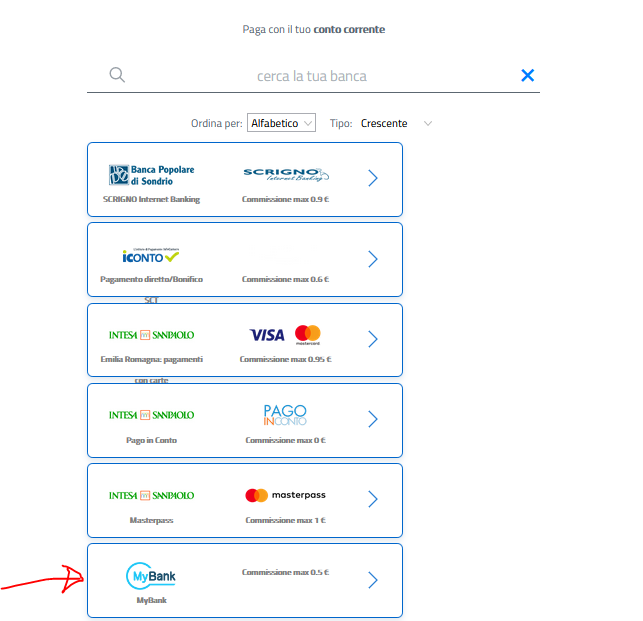 Paga con il tuo conto corrente
cerca la tua banca
Ordina per: Alfabetico Tipo: Crescente
Banca Popolare
di Sondrio
SCRIGNO
Internet Banking
SCRIGNO Internet Banking Commissione max 0.9 €
iCONTO
Pagamento diretto/Bonifico Commissione max 0.6 €
SCT
INTESA SANPAOLO VISA mastercard
Emilia Romagna: pagamenti Commissione max 0.95 €
con carte
INTESA SANPAOLO PAGO
INCONTO
Pago in Conto Commissione max 0 €
INTESA SANPAOLO masterpass
Masterpass Commissione max 1 €
MyBank Commissione max 0.5 €
MyBank